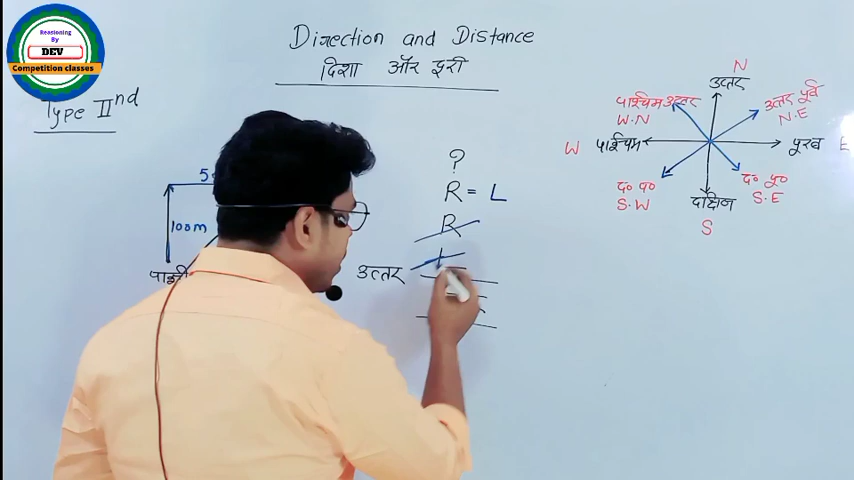 Reasoning
By
DEV
Competition classes
Direction and Distance
दिशा और दूरी
Type IInd
100m
?
R = L
R
L
उत्तर
N
उत्तर
पश्चिम उत्तर
W.N
उत्तर पूर्व
N.E
W
पश्चिम
पूरब
E
द० प०
S.W
द० पू०
S.E
दक्षिण
S